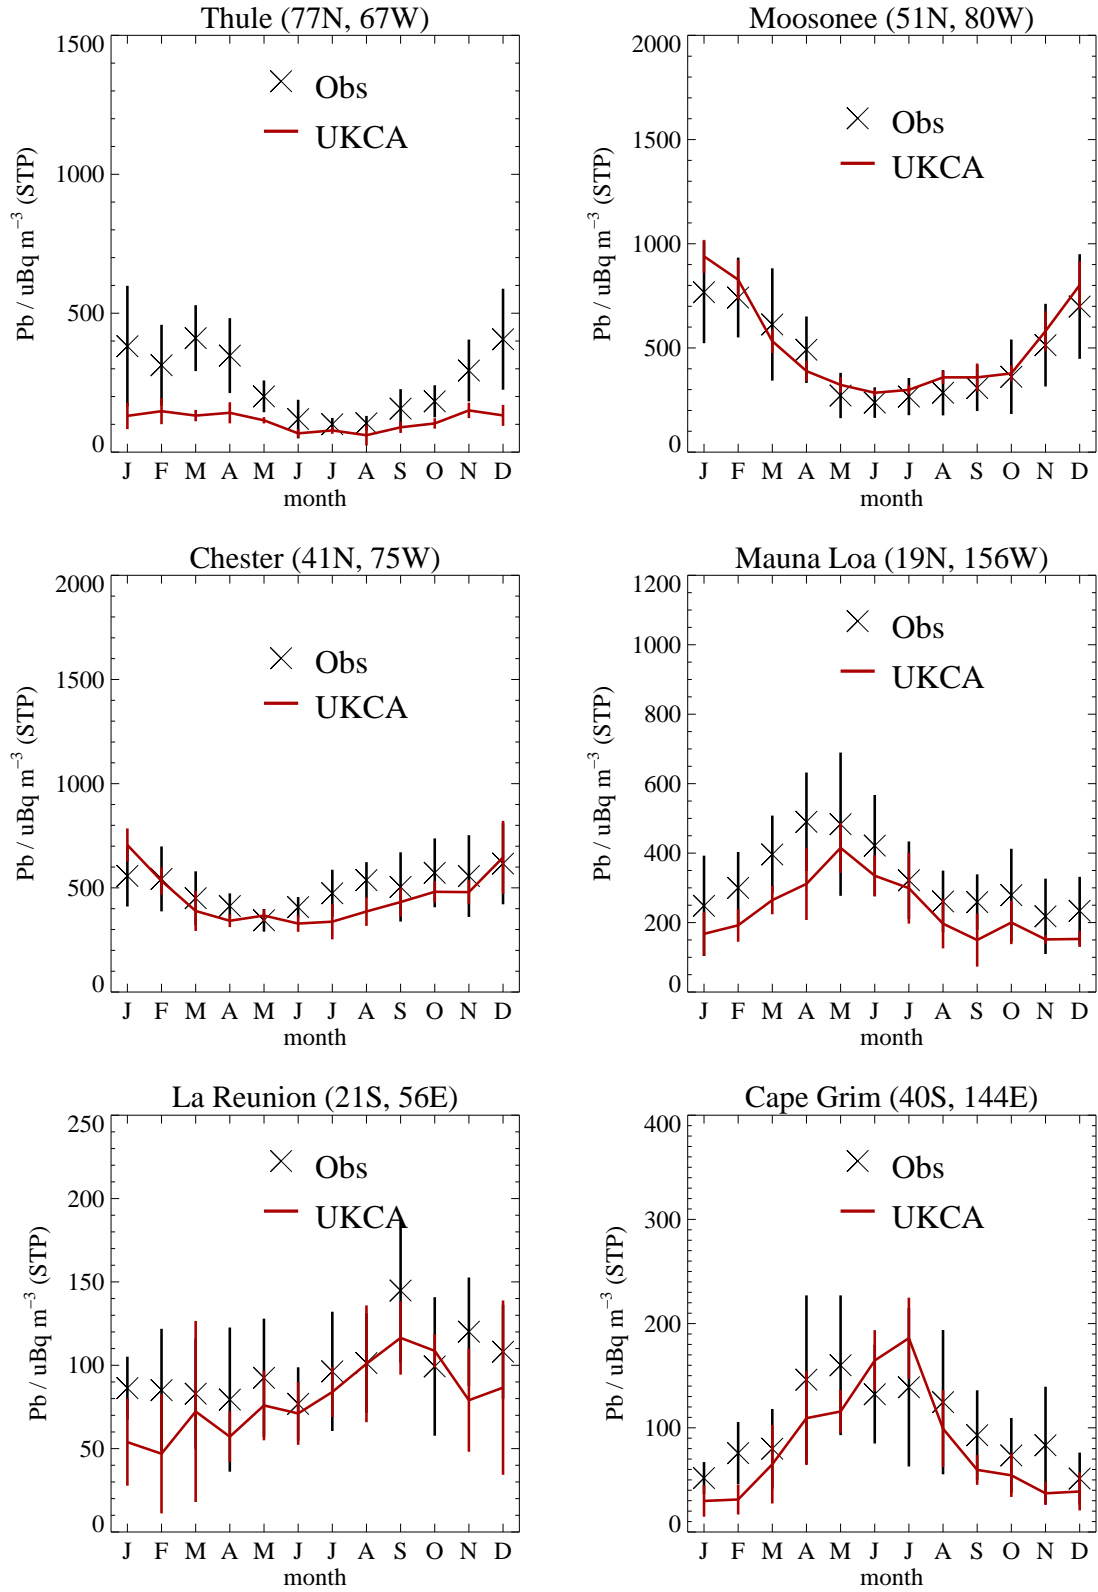 Thule (77N, 67W)
1500
1000
500
0
Pb / uBq m⁻³ (STP)
Obs
UKCA
J F M A M J J A S O N D
month
Moosonee (51N, 80W)
2000
1500
1000
500
0
Pb / uBq m⁻³ (STP)
Obs
UKCA
J F M A M J J A S O N D
month
Chester (41N, 75W)
2000
1500
1000
500
0
Pb / uBq m⁻³ (STP)
Obs
UKCA
J F M A M J J A S O N D
month
Mauna Loa (19N, 156W)
1200
1000
800
600
400
200
0
Pb / uBq m⁻³ (STP)
Obs
UKCA
J F M A M J J A S O N D
month
La Reunion (21S, 56E)
250
200
150
100
50
0
Pb / uBq m⁻³ (STP)
Obs
UKCA
J F M A M J J A S O N D
month
Cape Grim (40S, 144E)
400
300
200
100
0
Pb / uBq m⁻³ (STP)
Obs
UKCA
J F M A M J J A S O N D
month